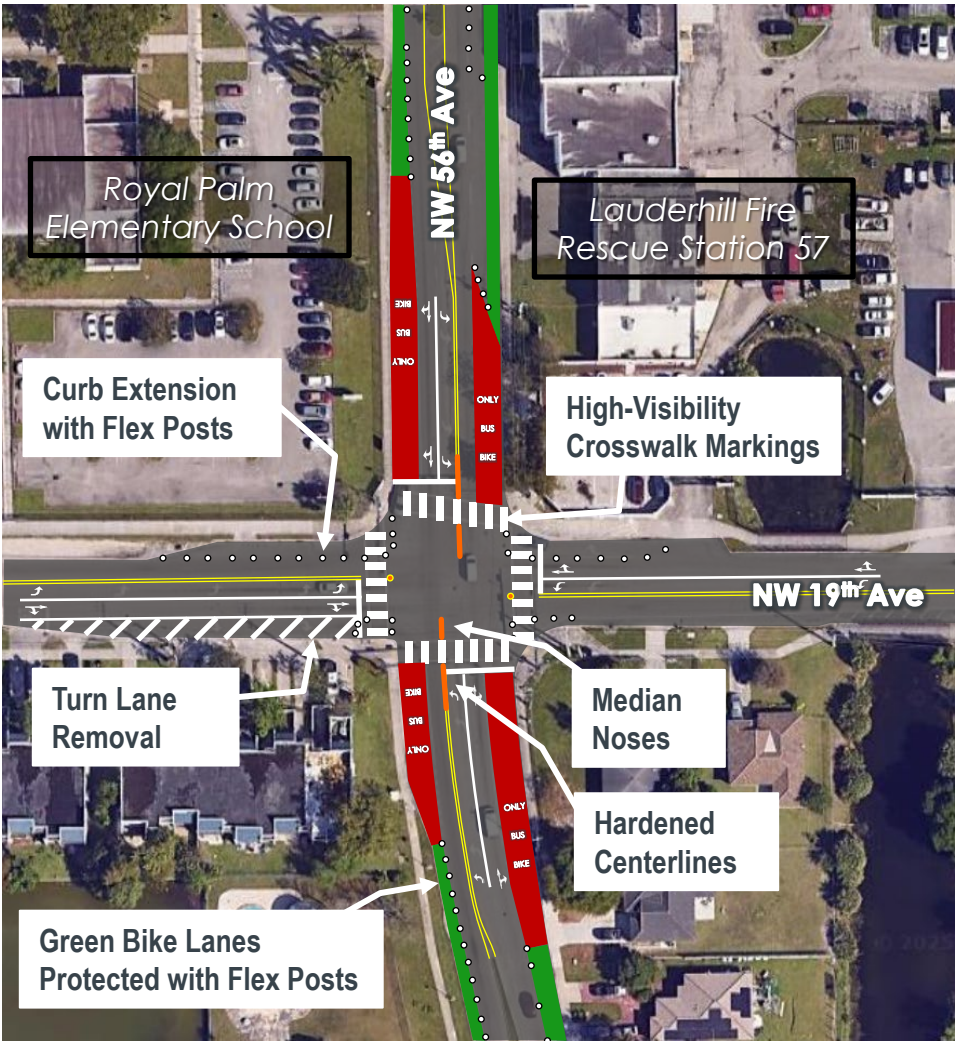 NW 56th Ave
Royal Palm
Elementary School
Lauderhill Fire
Rescue Station 57
BIKE
BUS
ONLY
Curb Extension
with Flex Posts
ONLY
BUS
BIKE
High-Visibility
Crosswalk Markings
NW 19th Ave
Turn Lane
Removal
BIKE
BUS
ONLY
Median
Noses
ONLY
BUS
BIKE
Hardened
Centerlines
Green Bike Lanes
Protected with Flex Posts
© 2025